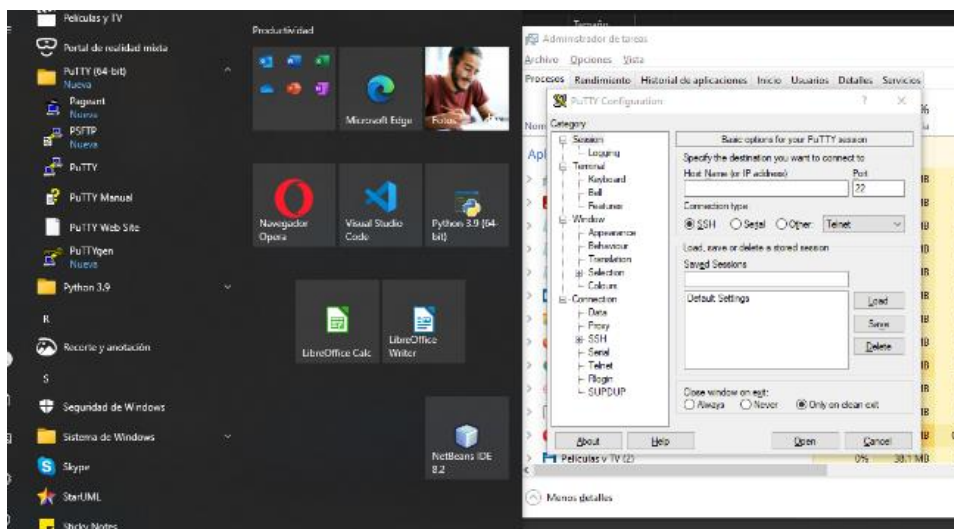 Películas y TV
Portal de realidad mixta
PuTTY (64-bit)
Nueva
Pageant
Nueva
PSFTP
Nueva
PuTTY
PuTTY Manual
PuTTY Web Site
PuTTYgen
Nueva
Python 3.9
R
Recorte y anotación
S
Seguridad de Windows
Sistema de Windows
Skype
StarUML
Sticky Notes
Productividad
Microsoft Edge
Fotos
Navegador
Opera
Visual Studio
Code
Python 3.9 (64-
bit)
LibreOffice Calc
LibreOffice
Writer
NetBeans IDE
8.2
Tamaño
Administrador de tareas
Archivo Opciones Vista
Procesos Rendimiento Historial de aplicaciones Inicio Usuarios Detalles Servicios
PuTTY Configuration
Category:
Session
Logging
Terminal
Keyboard
Bell
Features
Window
Appearance
Behaviour
Translation
Selection
Colours
Connection
Data
Proxy
SSH
Serial
Telnet
Rlogin
SUPDUP
Basic options for your PuTTY session
Specify the destination you want to connect to
Host Name (or IP address) Port
22
Connection type:
SSH Serial Other: Telnet
Load, save or delete a stored session
Saved Sessions
Default Settings
Load
Save
Delete
Close window on exit:
Always Never Only on clean exit
About Help Open Cancel
Películas y TV (2) 0% 38.1 MB
Menos detalles